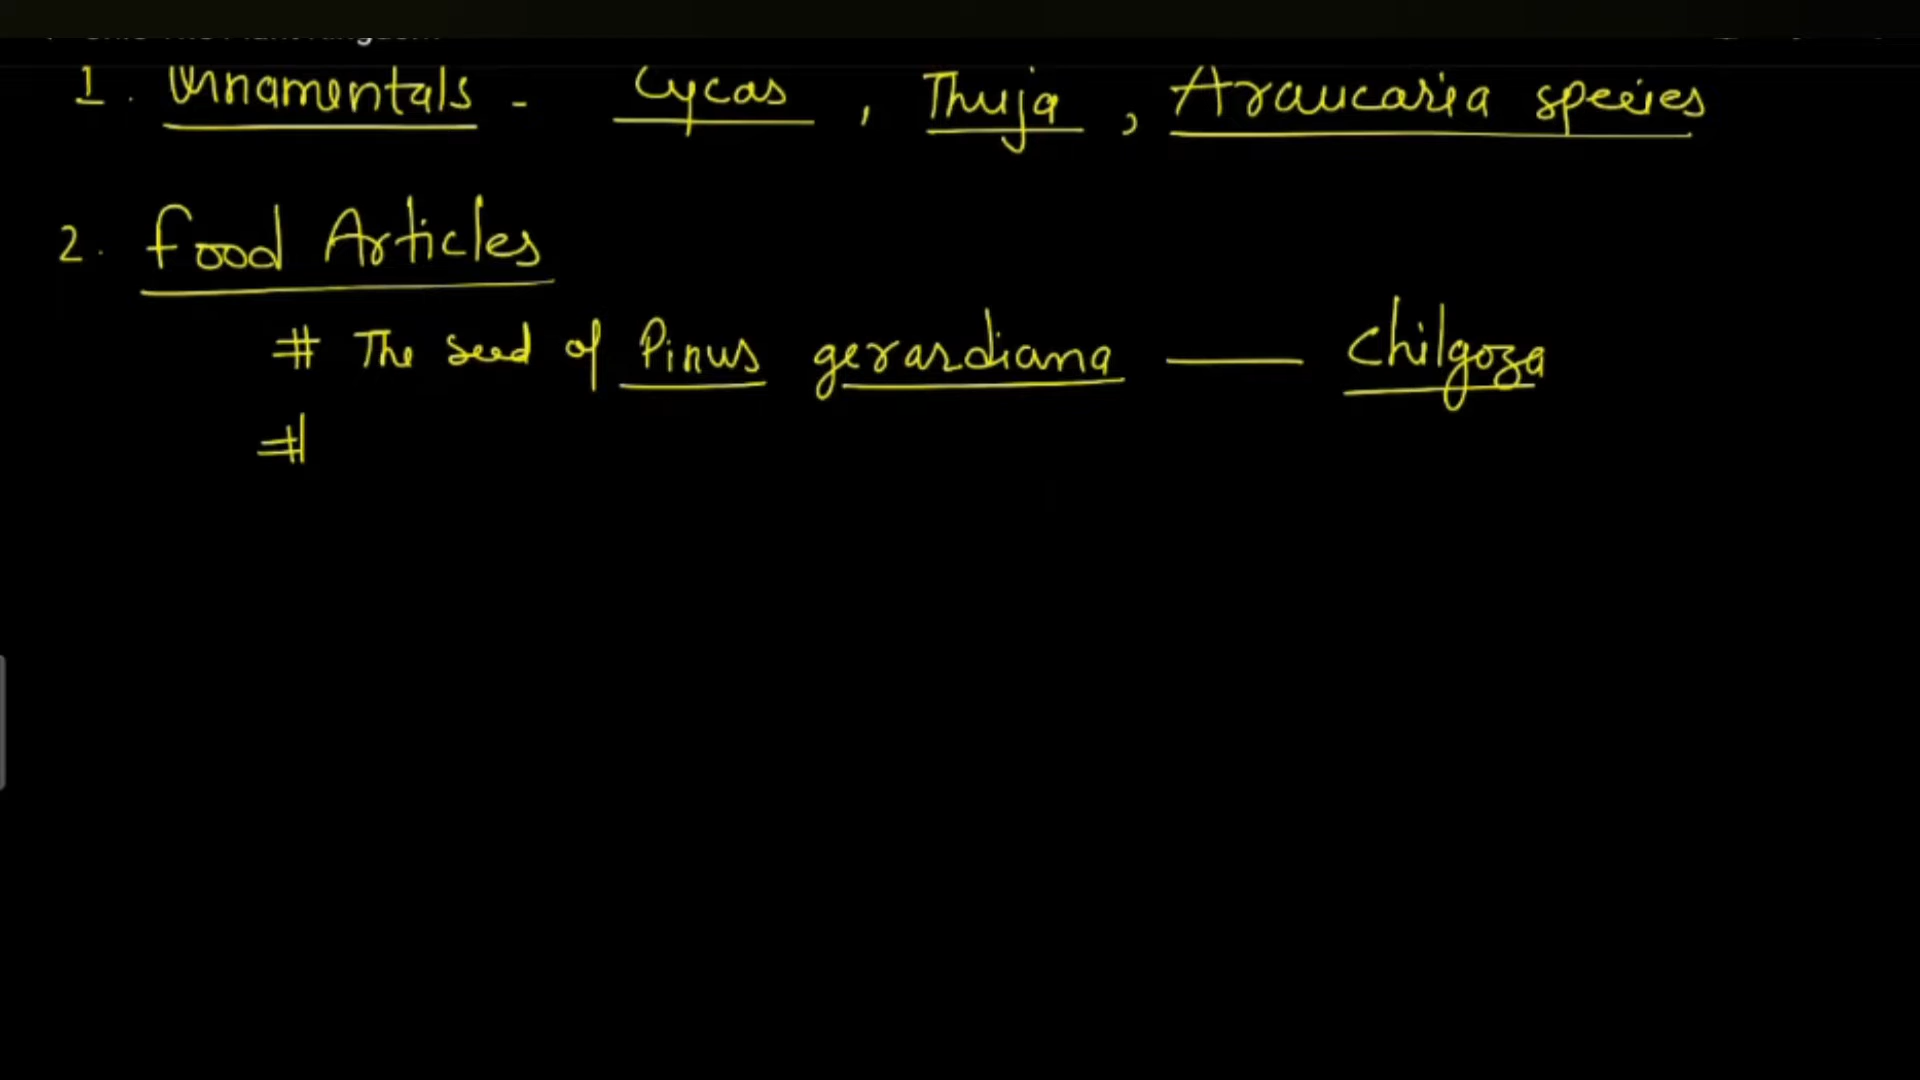 1. Ornamentals - Cycas, Thuja, Araucaria species
2. Food Articles
# The seed of Pinus gerardiana — Chilgoza
#